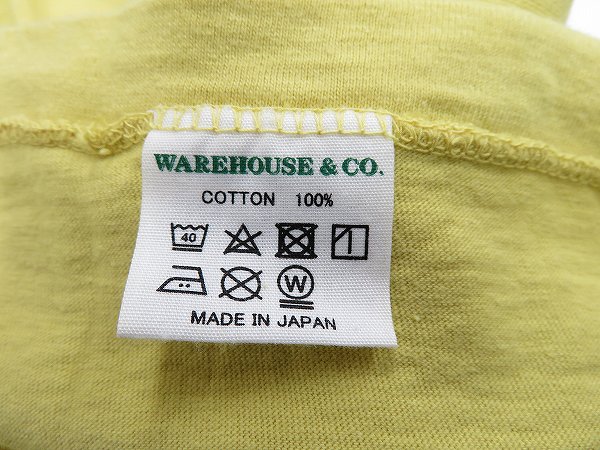 WAREHOUSE & CO.
COTTON 100%
40
W
MADE IN JAPAN